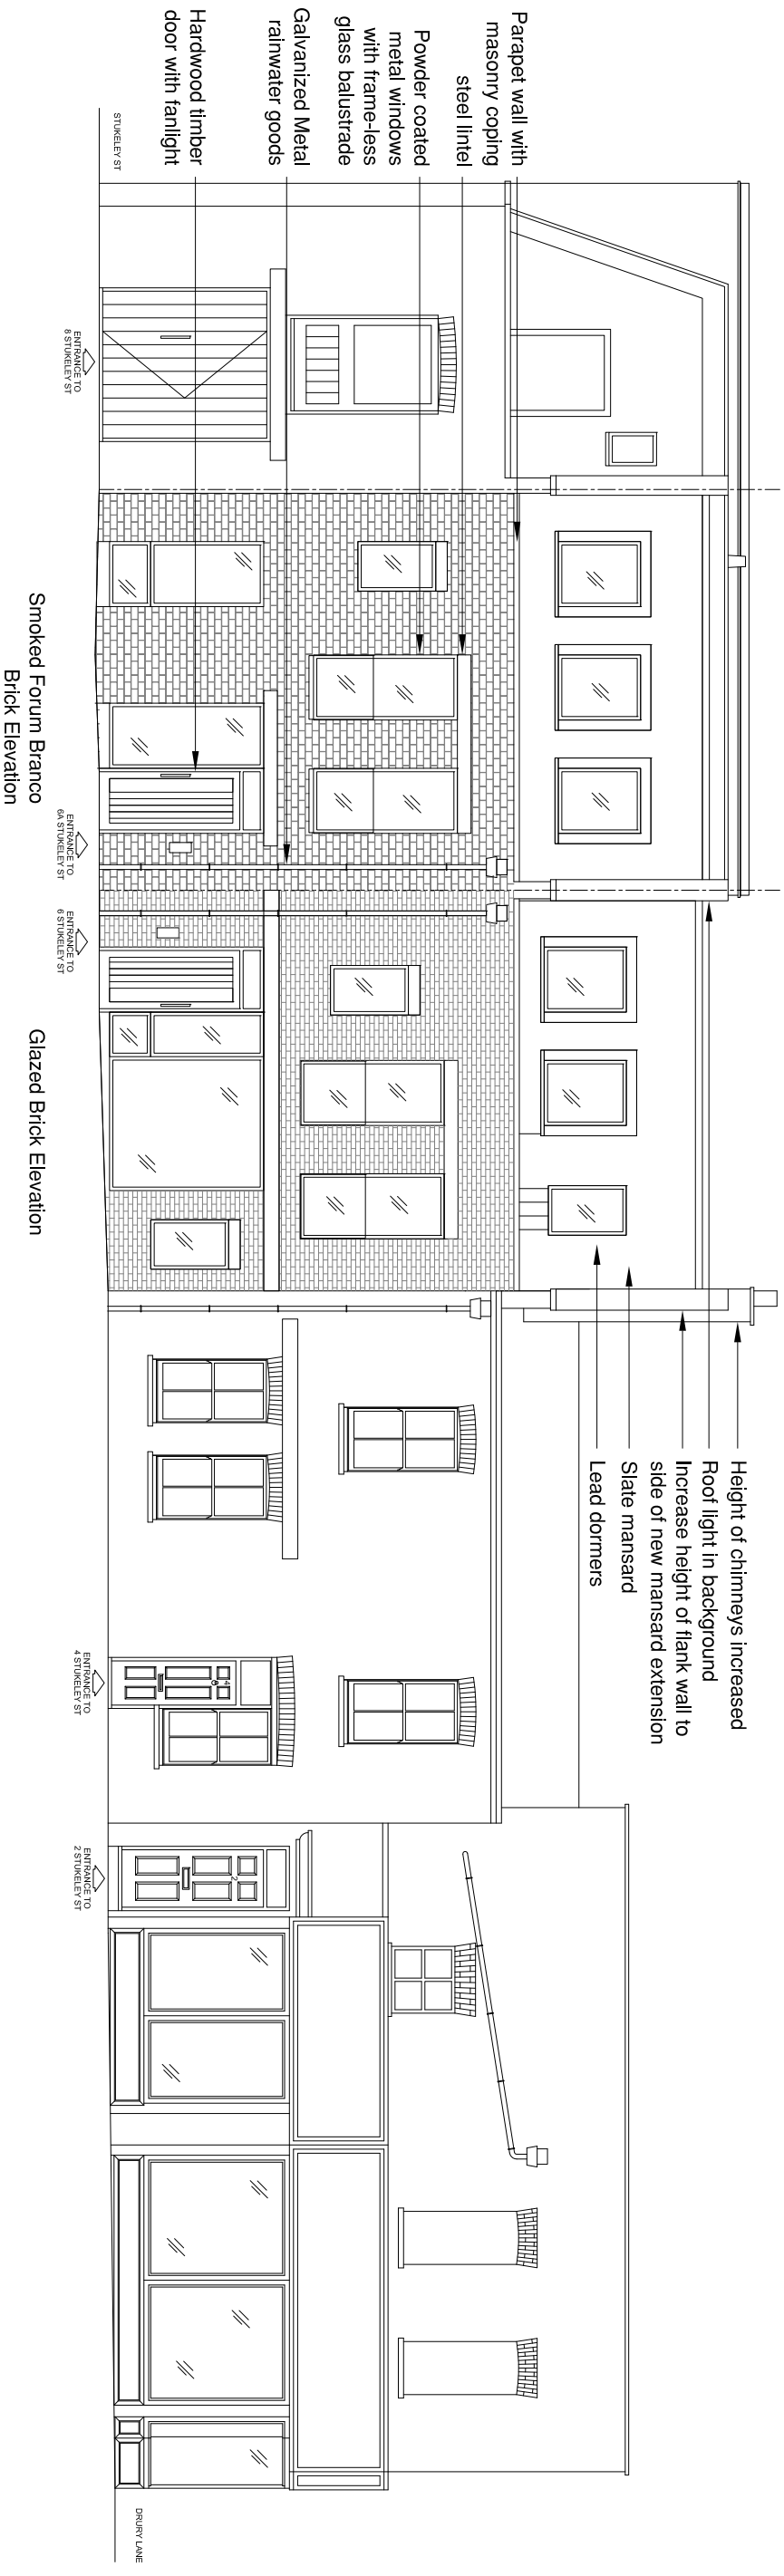 Parapet wall with
masonry coping
steel lintel
Powder coated
metal windows
with frame-less
glass balustrade
Galvanized Metal
rainwater goods
Hardwood timber
door with fanlight
STUKELEY ST
Height of chimneys increased
Roof light in background
Increase height of flank wall to
side of new mansard extension
Slate mansard
Lead dormers
ENTRANCE TO
8 STUKELEY ST
ENTRANCE TO
6A STUKELEY ST
ENTRANCE TO
6 STUKELEY ST
4
ENTRANCE TO
4 STUKELEY ST
2
ENTRANCE TO
2 STUKELEY ST
DRURY LANE
Smoked Forum Branco
Brick Elevation
Glazed Brick Elevation